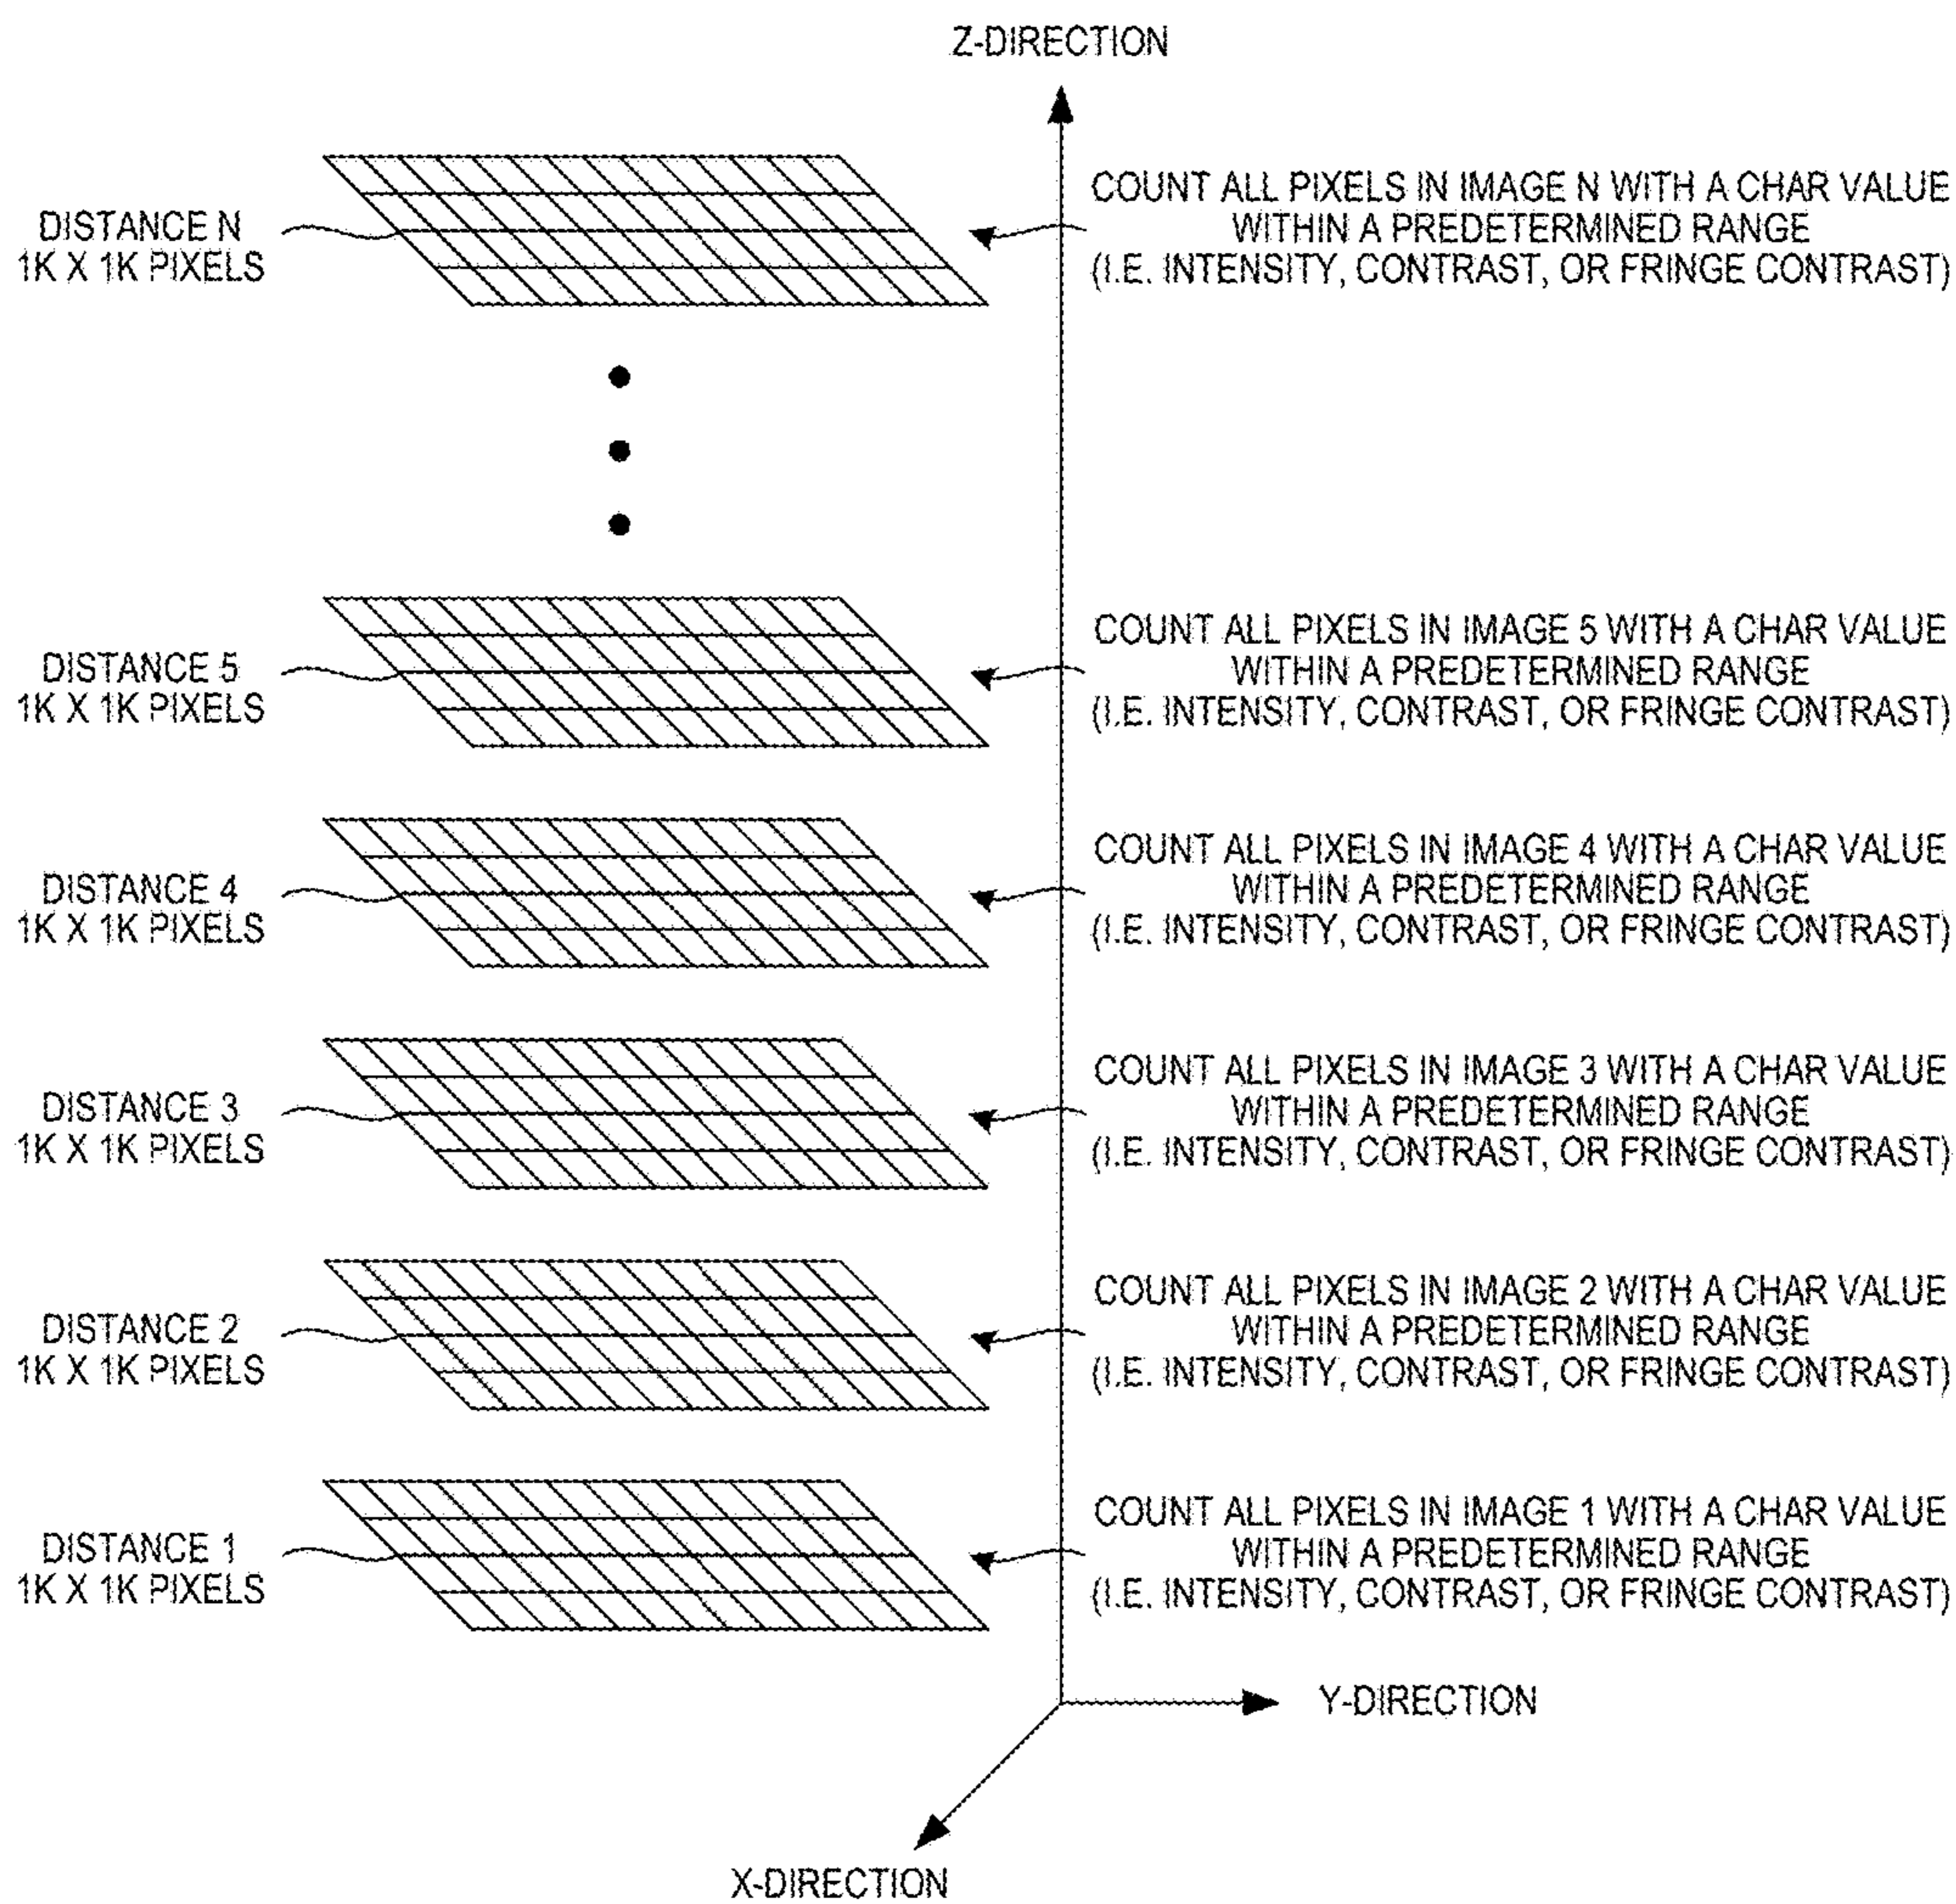 Z-DIRECTION
DISTANCE N
1K X 1K PIXELS
COUNT ALL PIXELS IN IMAGE N WITH A CHAR VALUE
WITHIN A PREDETERMINED RANGE
(I.E. INTENSITY, CONTRAST, OR FRINGE CONTRAST)
DISTANCE 5
1K X 1K PIXELS
COUNT ALL PIXELS IN IMAGE 5 WITH A CHAR VALUE
WITHIN A PREDETERMINED RANGE
(I.E. INTENSITY, CONTRAST, OR FRINGE CONTRAST)
DISTANCE 4
1K X 1K PIXELS
COUNT ALL PIXELS IN IMAGE 4 WITH A CHAR VALUE
WITHIN A PREDETERMINED RANGE
(I.E. INTENSITY, CONTRAST, OR FRINGE CONTRAST)
DISTANCE 3
1K X 1K PIXELS
COUNT ALL PIXELS IN IMAGE 3 WITH A CHAR VALUE
WITHIN A PREDETERMINED RANGE
(I.E. INTENSITY, CONTRAST, OR FRINGE CONTRAST)
DISTANCE 2
1K X 1K PIXELS
COUNT ALL PIXELS IN IMAGE 2 WITH A CHAR VALUE
WITHIN A PREDETERMINED RANGE
(I.E. INTENSITY, CONTRAST, OR FRINGE CONTRAST)
DISTANCE 1
1K X 1K PIXELS
COUNT ALL PIXELS IN IMAGE 1 WITH A CHAR VALUE
WITHIN A PREDETERMINED RANGE
(I.E. INTENSITY, CONTRAST, OR FRINGE CONTRAST)
Y-DIRECTION
X-DIRECTION